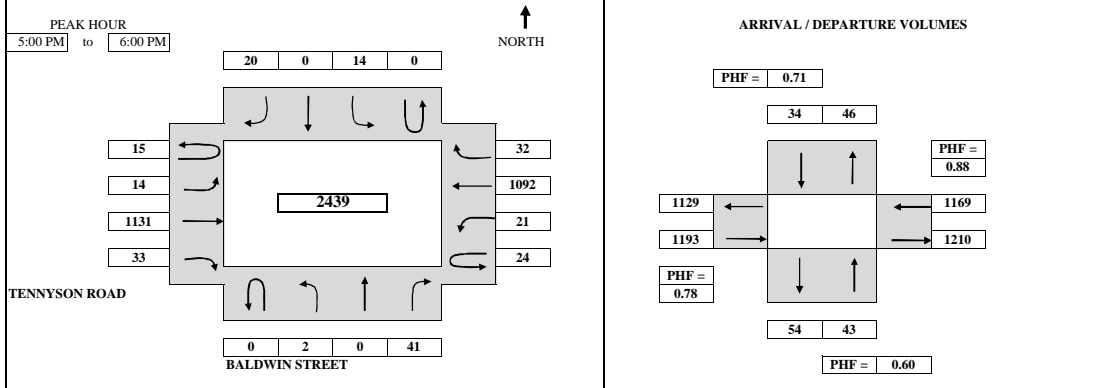 PEAK HOUR
5:00 PM to 6:00 PM
NORTH
20 0 14 0
15 32
14 1092
2439
1131 21
33 24
TENNYSON ROAD
0 2 0 41
BALDWIN STREET
ARRIVAL / DEPARTURE VOLUMES
PHF = 0.71
34 46
PHF =
0.88
1129 1169
1193 1210
PHF =
0.78
54 43
PHF = 0.60